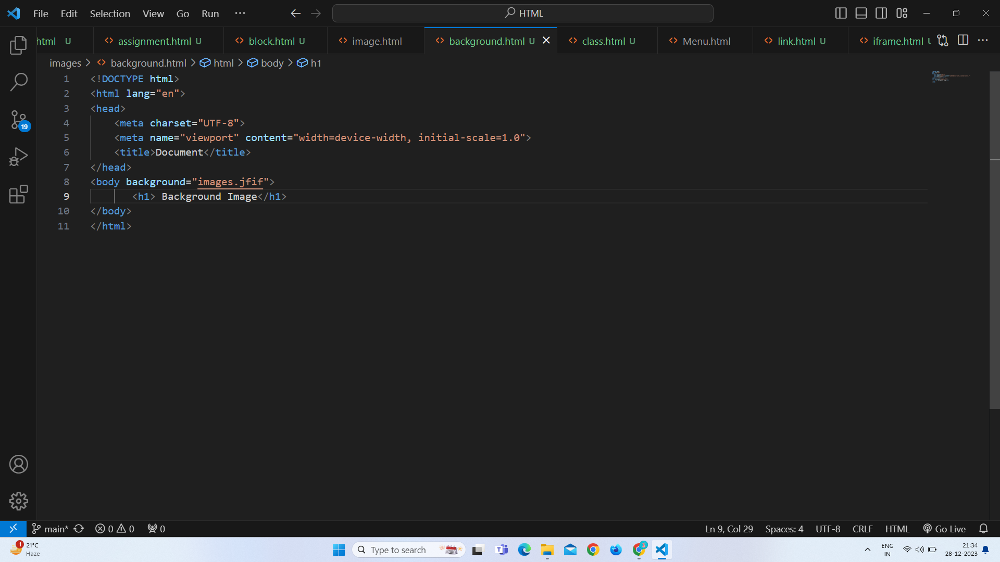 File Edit Selection View Go Run ··· HTML
html U assignment.html U block.html U image.html background.html U class.html U Menu.html link.html U iframe.html
images > background.html > html > body > h1
1 <!DOCTYPE html>
2 <html lang="en">
3 <head>
4 <meta charset="UTF-8">
5 <meta name="viewport" content="width=device-width, initial-scale=1.0">
6 <title>Document</title>
7 </head>
8 <body background="images.jfif">
9 <h1> Background Image</h1>
10 </body>
11 </html>
19
main* 0 0 0 Ln 9, Col 29 Spaces: 4 UTF-8 CRLF HTML Go Live
1 21°C
Haze
Type to search
ENG
IN
21:34
28-12-2023